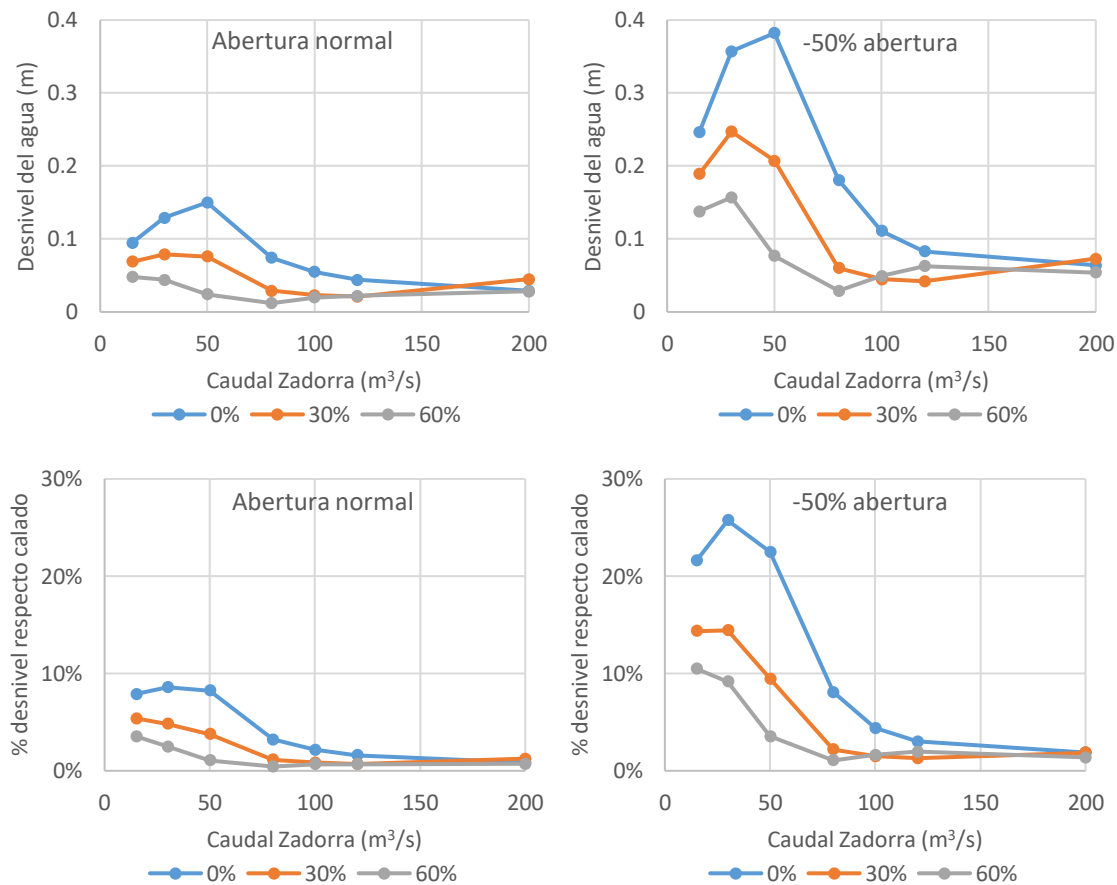 0.4
0.3
0.2
0.1
0
Desnivel del agua (m)
Abertura normal
0 50 100 150 200
Caudal Zadorra (m³/s)
0% 30% 60%
0.4
0.3
0.2
0.1
0
Desnivel del agua (m)
-50% abertura
0 50 100 150 200
Caudal Zadorra (m³/s)
0% 30% 60%
30%
20%
10%
0%
% desnivel respecto calado
Abertura normal
0 50 100 150 200
Caudal Zadorra (m³/s)
0% 30% 60%
30%
20%
10%
0%
% desnivel respecto calado
-50% abertura
0 50 100 150 200
Caudal Zadorra (m³/s)
0% 30% 60%